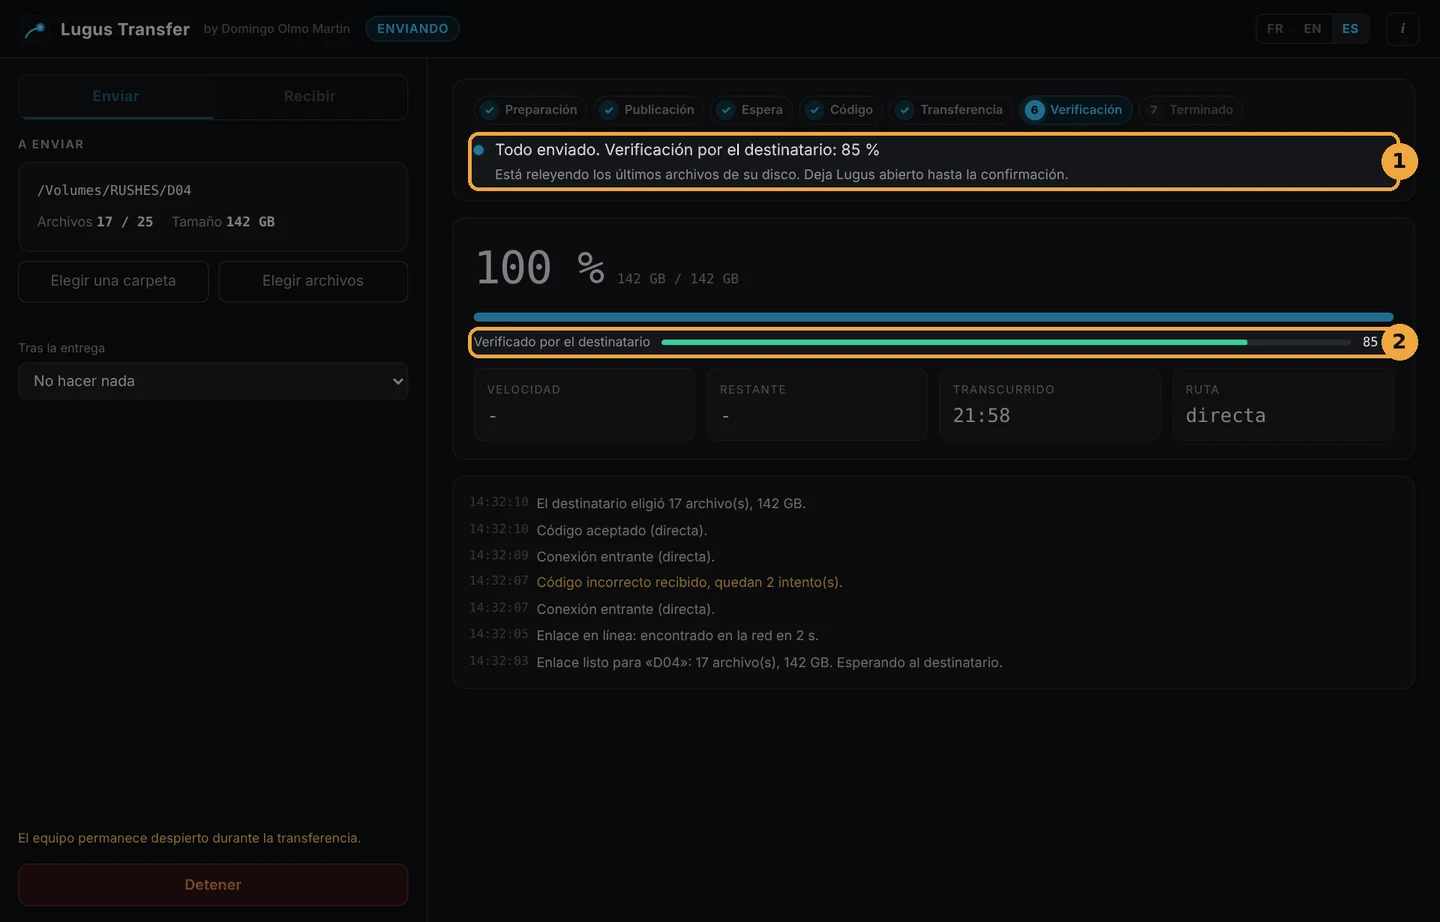 Lugus Transfer by Domingo Olmo Martin ENVIANDO FR EN ES i
Enviar Recibir
A ENVIAR
/Volumes/RUSHES/D04
Archivos 17 / 25 Tamaño 142 GB
Elegir una carpeta Elegir archivos
Tras la entrega
No hacer nada
El equipo permanece despierto durante la transferencia.
Detener
Preparación Publicación Espera Código Transferencia 6 Verificación 7 Terminado
Todo enviado. Verificación por el destinatario: 85 %
1
Está releyendo los últimos archivos de su disco. Deja Lugus abierto hasta la confirmación.
100 % 142 GB / 142 GB
Verificado por el destinatario 85 2
VELOCIDAD RESTANTE TRANSCURRIDO RUTA
- - 21:58 directa
14:32:10 El destinatario eligió 17 archivo(s), 142 GB.
14:32:10 Código aceptado (directa).
14:32:09 Conexión entrante (directa).
14:32:07 Código incorrecto recibido, quedan 2 intento(s).
14:32:07 Conexión entrante (directa).
14:32:05 Enlace en línea: encontrado en la red en 2 s.
14:32:03 Enlace listo para «D04»: 17 archivo(s), 142 GB. Esperando al destinatario.